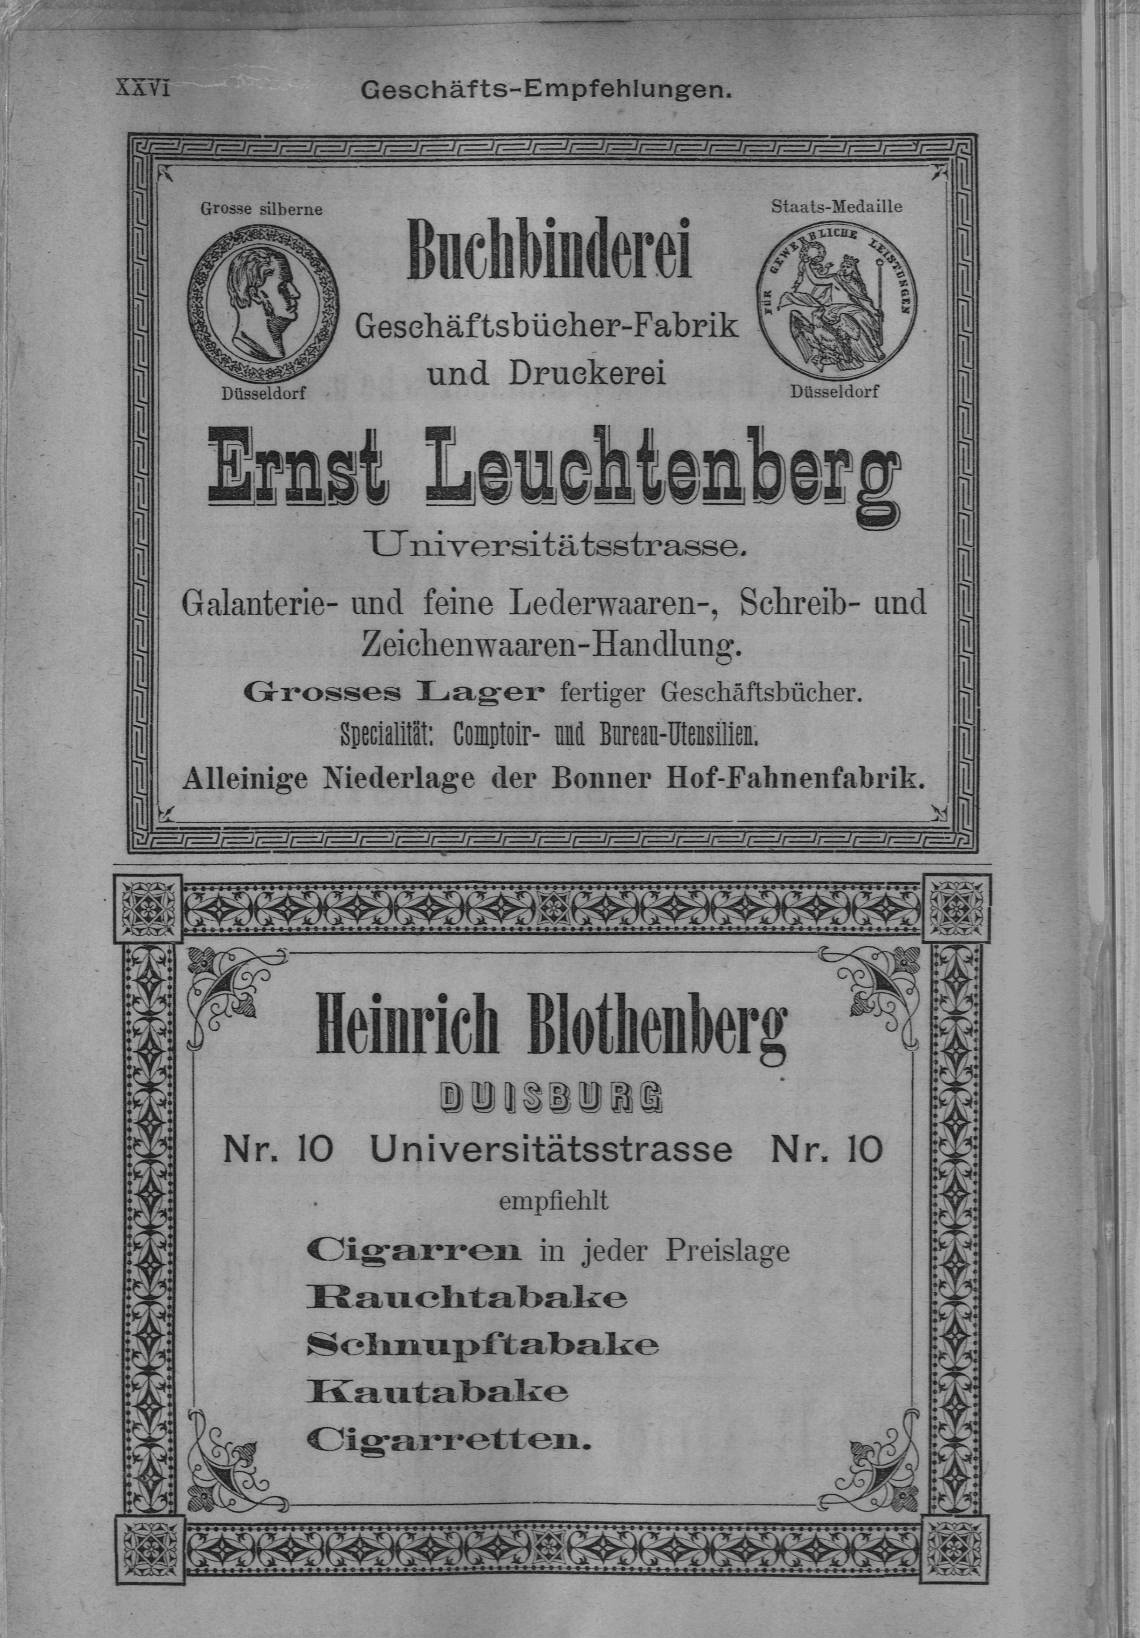 XXVI Geschäfts-Empfehlungen.
Grosse silberne
Düsseldorf
Buchbinderei
Geschäftsbücher-Fabrik
und Druckerei
Staats-Medaille
FÜR GEWERBLICHE LEISTUNGEN
Düsseldorf
Ernst Leuchtenberg
Universitätsstrasse.
Galanterie- und feine Lederwaaren-, Schreib- und
Zeichenwaaren-Handlung.
Grosses Lager fertiger Geschäftsbücher.
Specialität: Comptoir- und Bureau-Utensilien.
Alleinige Niederlage der Bonner Hof-Fahnenfabrik.
Heinrich Blothenberg
DUISBURG
Nr. 10 Universitätsstrasse Nr. 10
empfiehlt
Cigarren in jeder Preislage
Rauchtabake
Schnupftabake
Kautabake
Cigarretten.